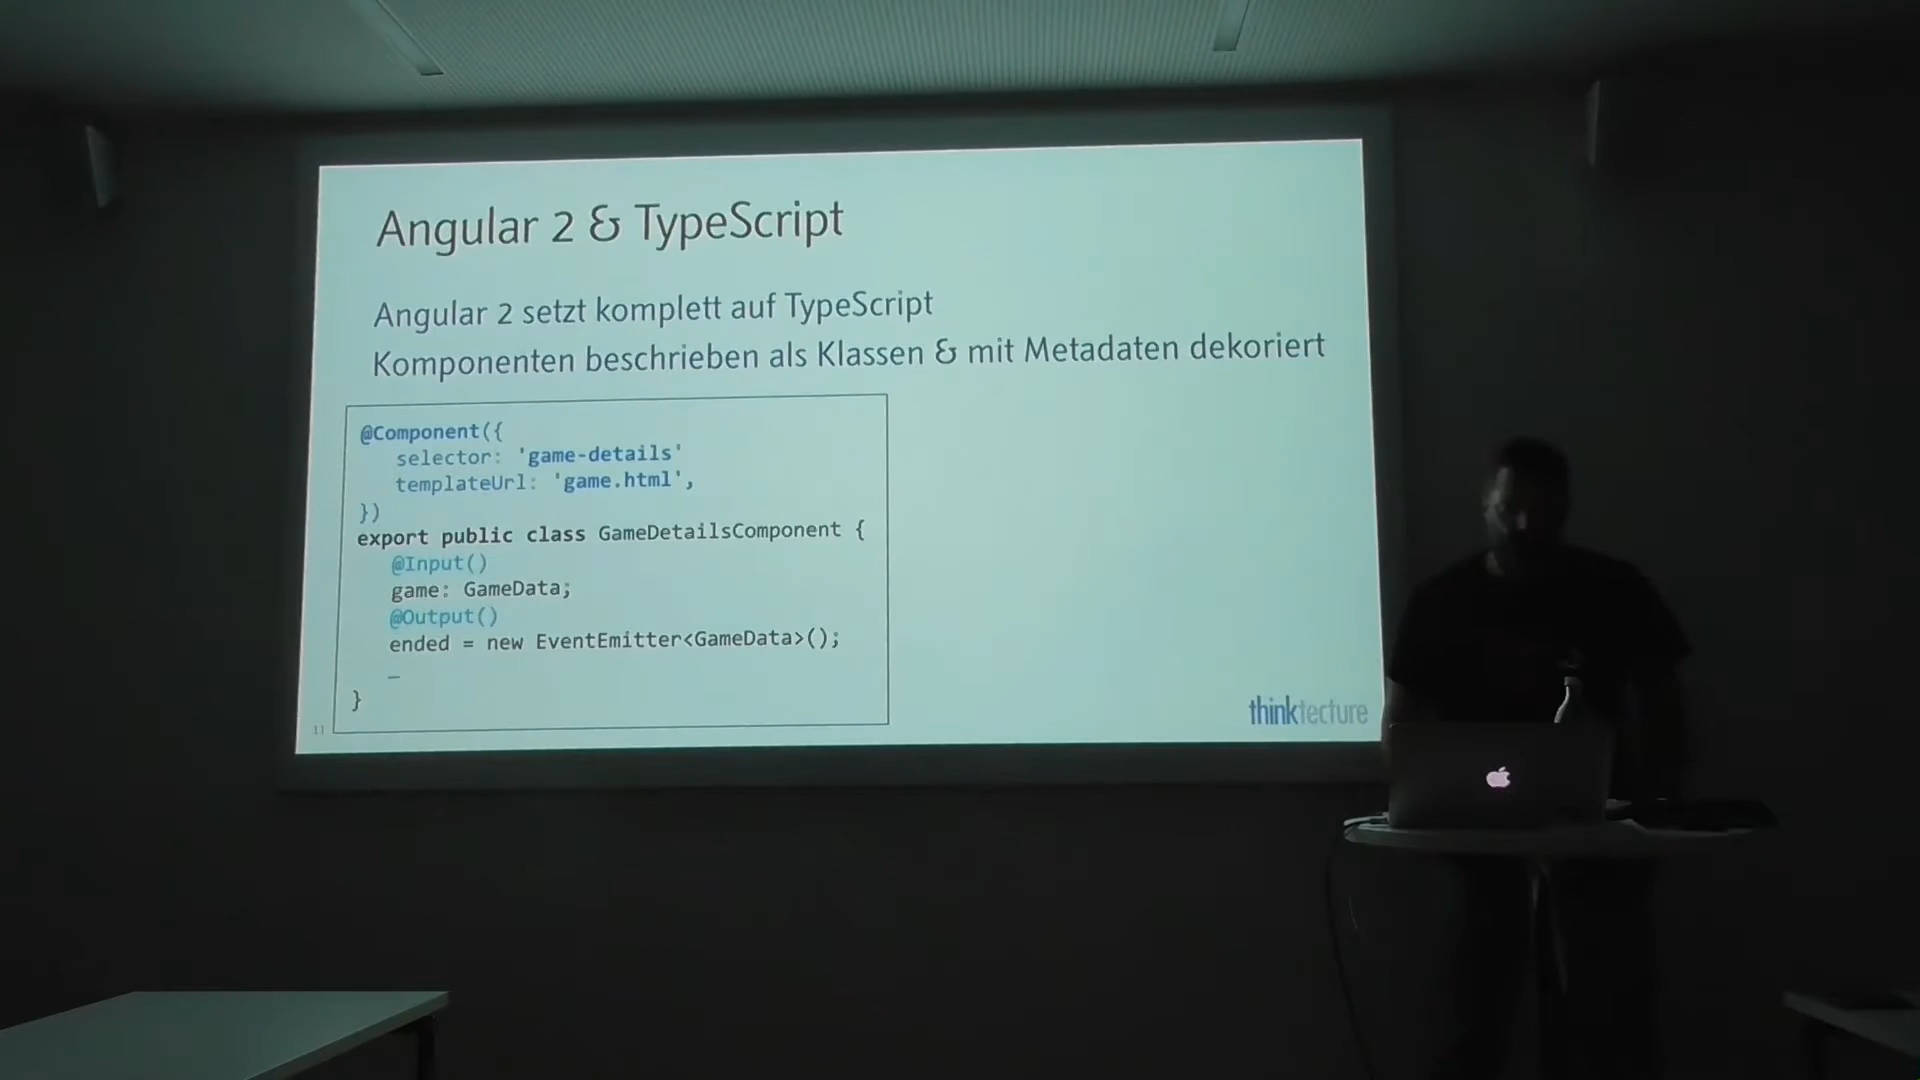 Angular 2 & TypeScript
Angular 2 setzt komplett auf TypeScript
Komponenten beschrieben als Klassen & mit Metadaten dekoriert
@Component({
selector: 'game-details'
templateUrl: 'game.html',
})
export public class GameDetailsComponent {
@Input()
game: GameData;
@Output()
ended = new EventEmitter<GameData>();
…
}
11
thinktecture